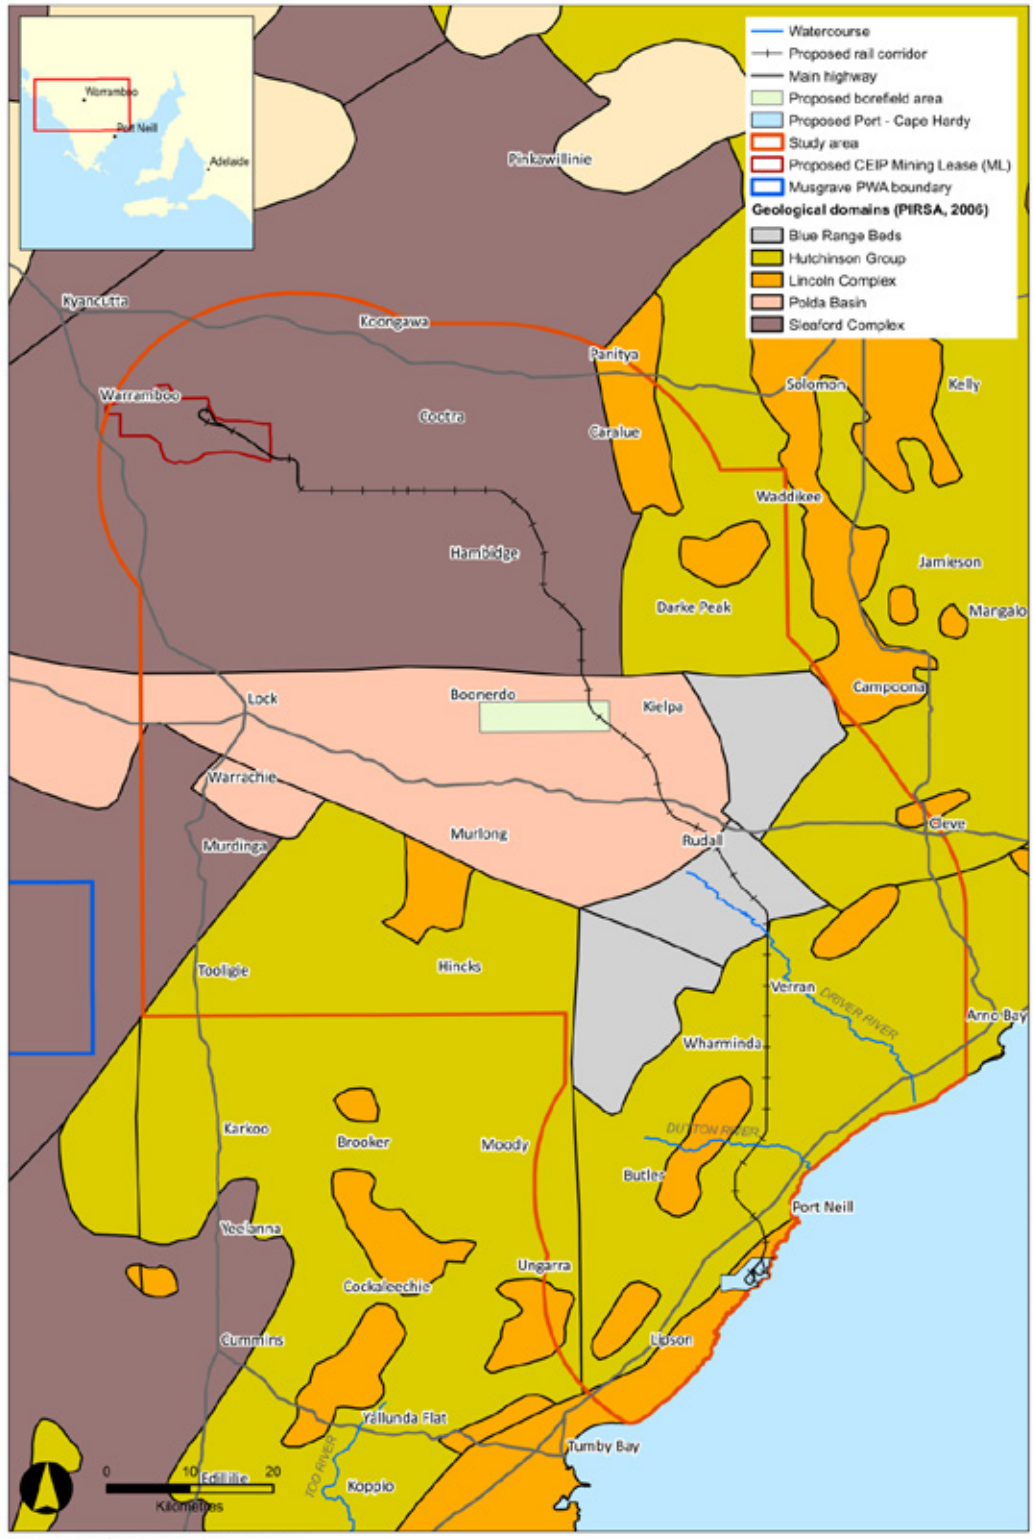 Warramboo
Port Neill
Adelaide
Watercourse
Proposed rail corridor
Main highway
Proposed borefield area
Proposed Port - Cape Hardy
Study area
Proposed CEIP Mining Lease (ML)
Musgrave PWA boundary
Geological domains (PIRSA, 2006)
Blue Range Beds
Hutchinson Group
Lincoln Complex
Polda Basin
Sleaford Complex
Pinkawillinie
Kyancutta
Koongawa
Panitya
Warramboo
Solomon
Kelly
Cootra
Caralue
Waddikee
Hambidge
Jamieson
Darke Peak
Mangalo
Campoona
Boonerdo
Lock
Kielpa
Warrachie
Murlong
Cleve
Rudall
Murdinga
Hincks
Tooligie
Verran
DRIVER RIVER
Arno Bay
Wharminda
Karkoo
DUTTON RIVER
Brooker
Moody
Butler
Port Neill
Yeelanna
Ungarra
Cockaleechie
Cummins
Lipson
Yallunda Flat
Tumby Bay
TOD RIVER
0 10 20
Edillilie
Koppio
Kilometres